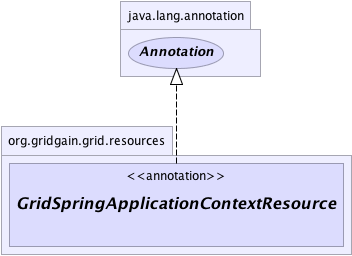 java.lang.annotation
Annotation
org.gridgain.grid.resources
<<annotation>>
GridSpringApplicationContextResource